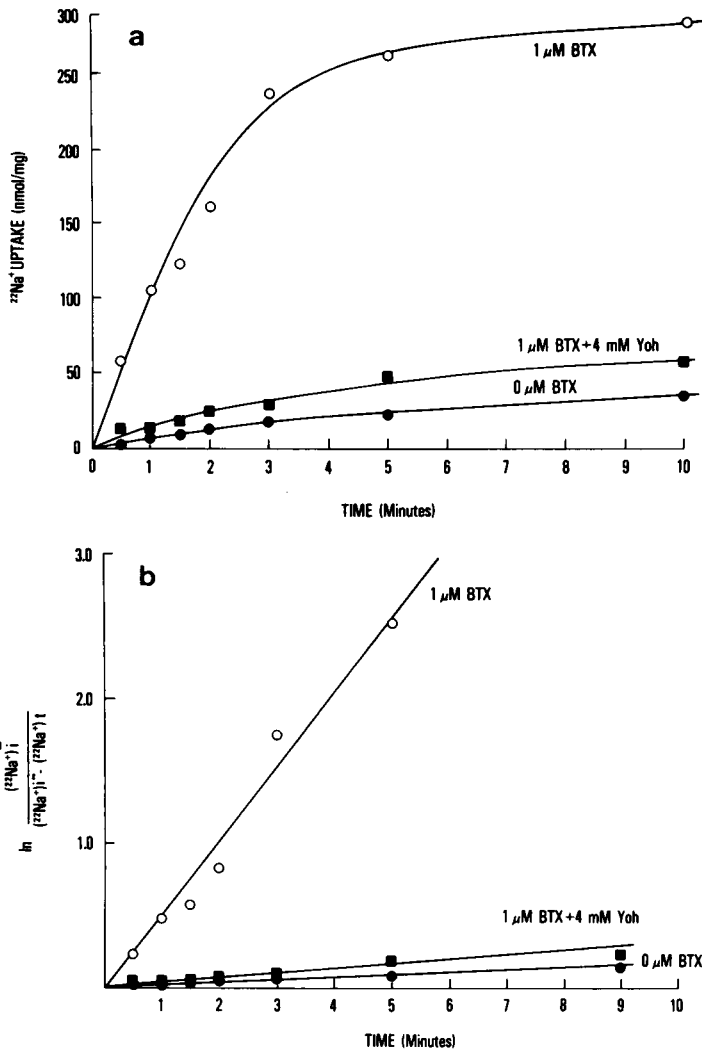 a
300
250
200
150
100
50
0
²²Na⁺ UPTAKE (nmol/mg)
1 μM BTX
1 μM BTX+4 mM Yoh
0 μM BTX
0 1 2 3 4 5 6 7 8 9 10
TIME (Minutes)
b
3.0
2.0
1.0
ln (²²Na⁺)i / (²²Na⁺)i∞ - (²²Na⁺)t
1 μM BTX
1 μM BTX+4 mM Yoh
0 μM BTX
1 2 3 4 5 6 7 8 9 10
TIME (Minutes)